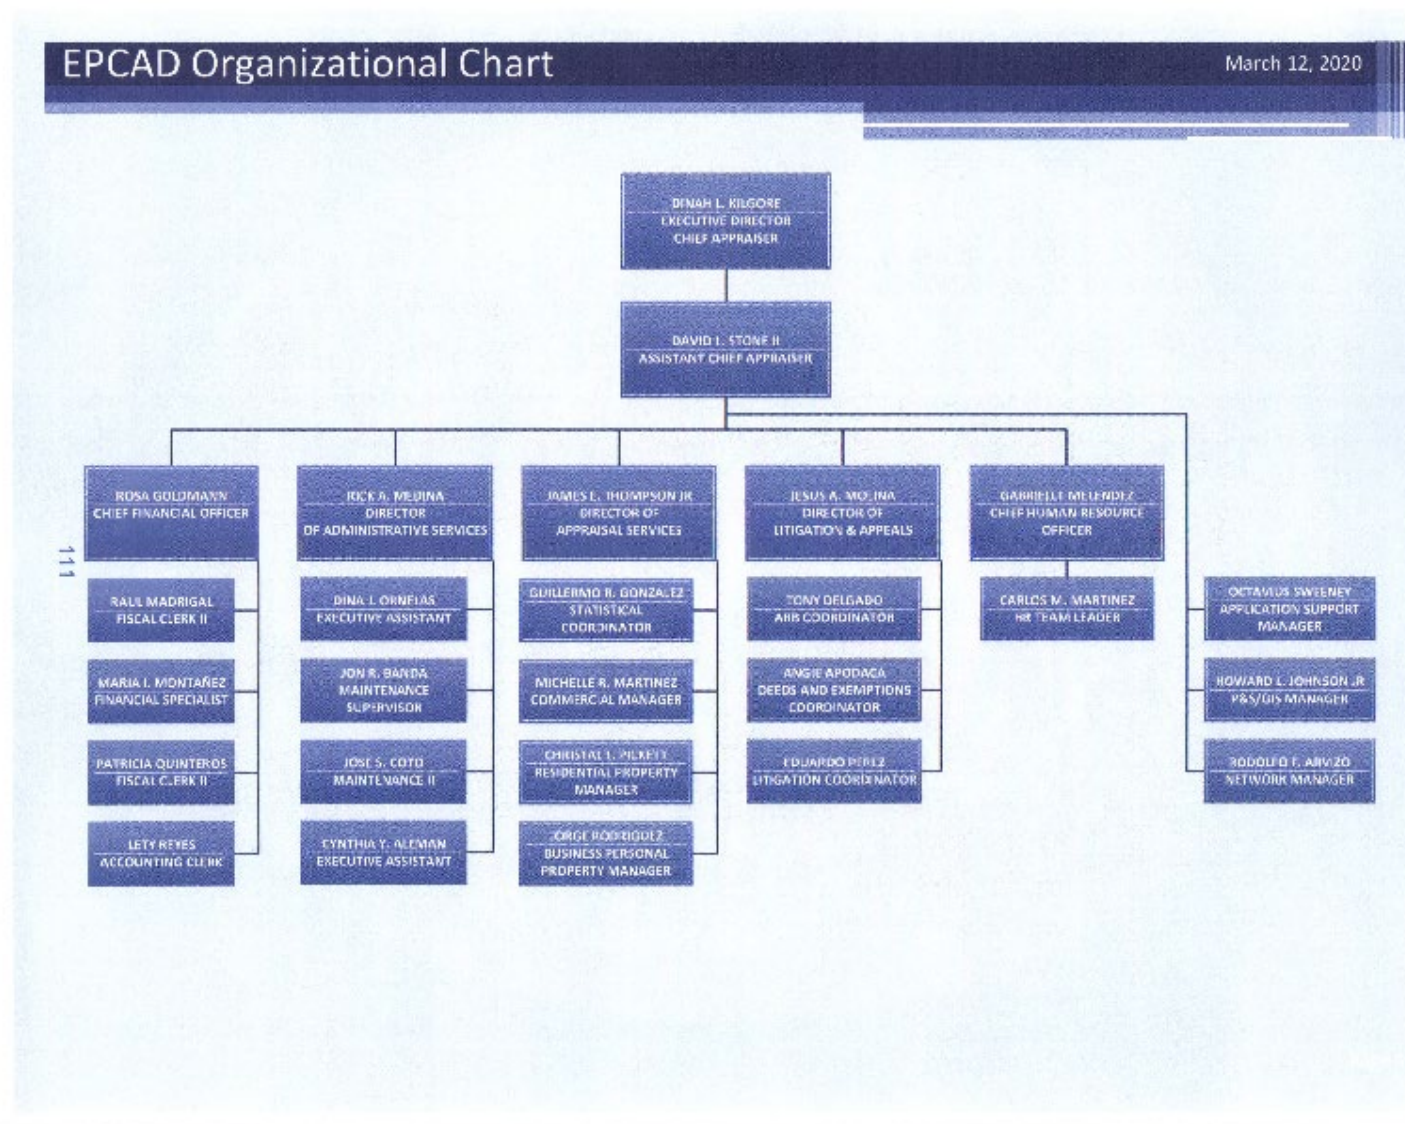 EPCAD Organizational Chart
March 12, 2020
DINAH L. KILGORE
EXECUTIVE DIRECTOR
CHIEF APPRAISER
DAVID L. STONE II
ASSISTANT CHIEF APPRAISER
ROSA GOLDMANN
CHIEF FINANCIAL OFFICER
RAUL MADRIGAL
FISCAL CLERK II
MARIA I. MONTAÑEZ
FINANCIAL SPECIALIST
PATRICIA QUINTEROS
FISCAL CLERK II
LETY REYES
ACCOUNTING CLERK
A. MEDINA
DIRECTOR
OF ADMINISTRATIVE SERVICES
DINA ORNELAS
EXECUTIVE ASSISTANT
JON R. BANDA
MAINTENANCE
SUPERVISOR
JOSE S. COTO
MAINTENANCE II
CYNTHIA Y. ALEMAN
EXECUTIVE ASSISTANT
JAMES E. THOMPSON JR
DIRECTOR OF
APPRAISAL SERVICES
GUILLERMO R. GONZALEZ
STATISTICAL
COORDINATOR
MICHELLE R. MARTINEZ
COMMERCIAL MANAGER
CHRISTAL PICKETT
RESIDENTIAL PROPERTY
MANAGER
JORGE RODRIGUEZ
BUSINESS PERSONAL
PROPERTY MANAGER
JESUS A. MOLINA
DIRECTOR OF
LITIGATION & APPEALS
TONY DELGADO
ARB COORDINATOR
ANGIE APODACA
DEEDS AND EXEMPTIONS
COORDINATOR
EDUARDO PEREZ
LITIGATION COORDINATOR
GABRIELLE MELENDEZ
CHIEF HUMAN RESOURCE
OFFICER
CARLOS M. MARTINEZ
HR TEAM LEADER
OCTAVIUS SWEENEY
APPLICATION SUPPORT
MANAGER
HOWARD L. JOHNSON JR
P&S/GIS MANAGER
RODOLFO F. ARVIZO
NETWORK MANAGER
111